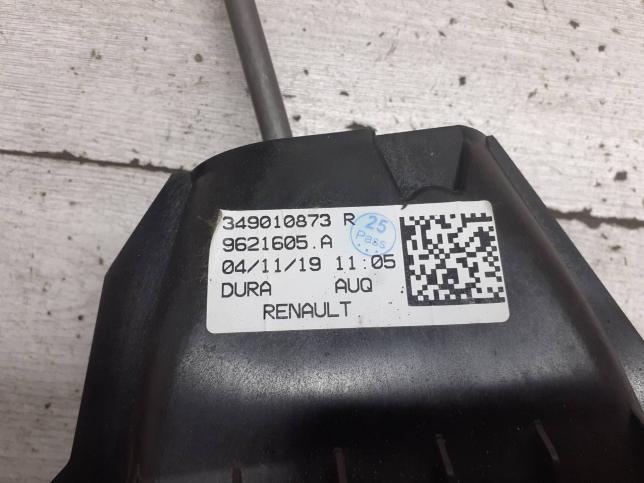 349010873 R
25
Pass
9621605.A
04/11/19 11:05
DURA AUQ
RENAULT